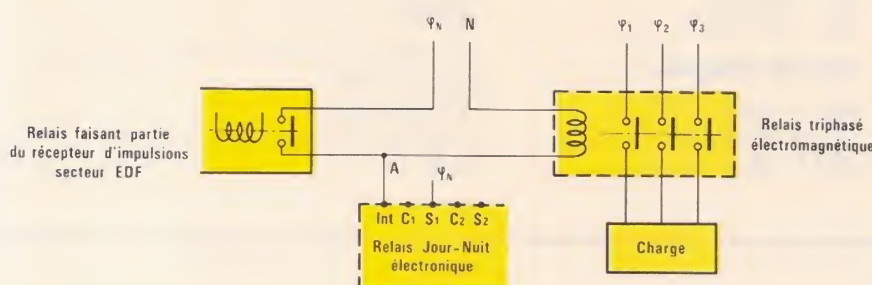 φN N φ1 φ2 φ3
Relais faisant partie
du récepteur d'impulsions
secteur EDF
Relais triphasé
électromagnétique
A φN
Int C1 S1 C2 S2
Relais Jour-Nuit
électronique
Charge